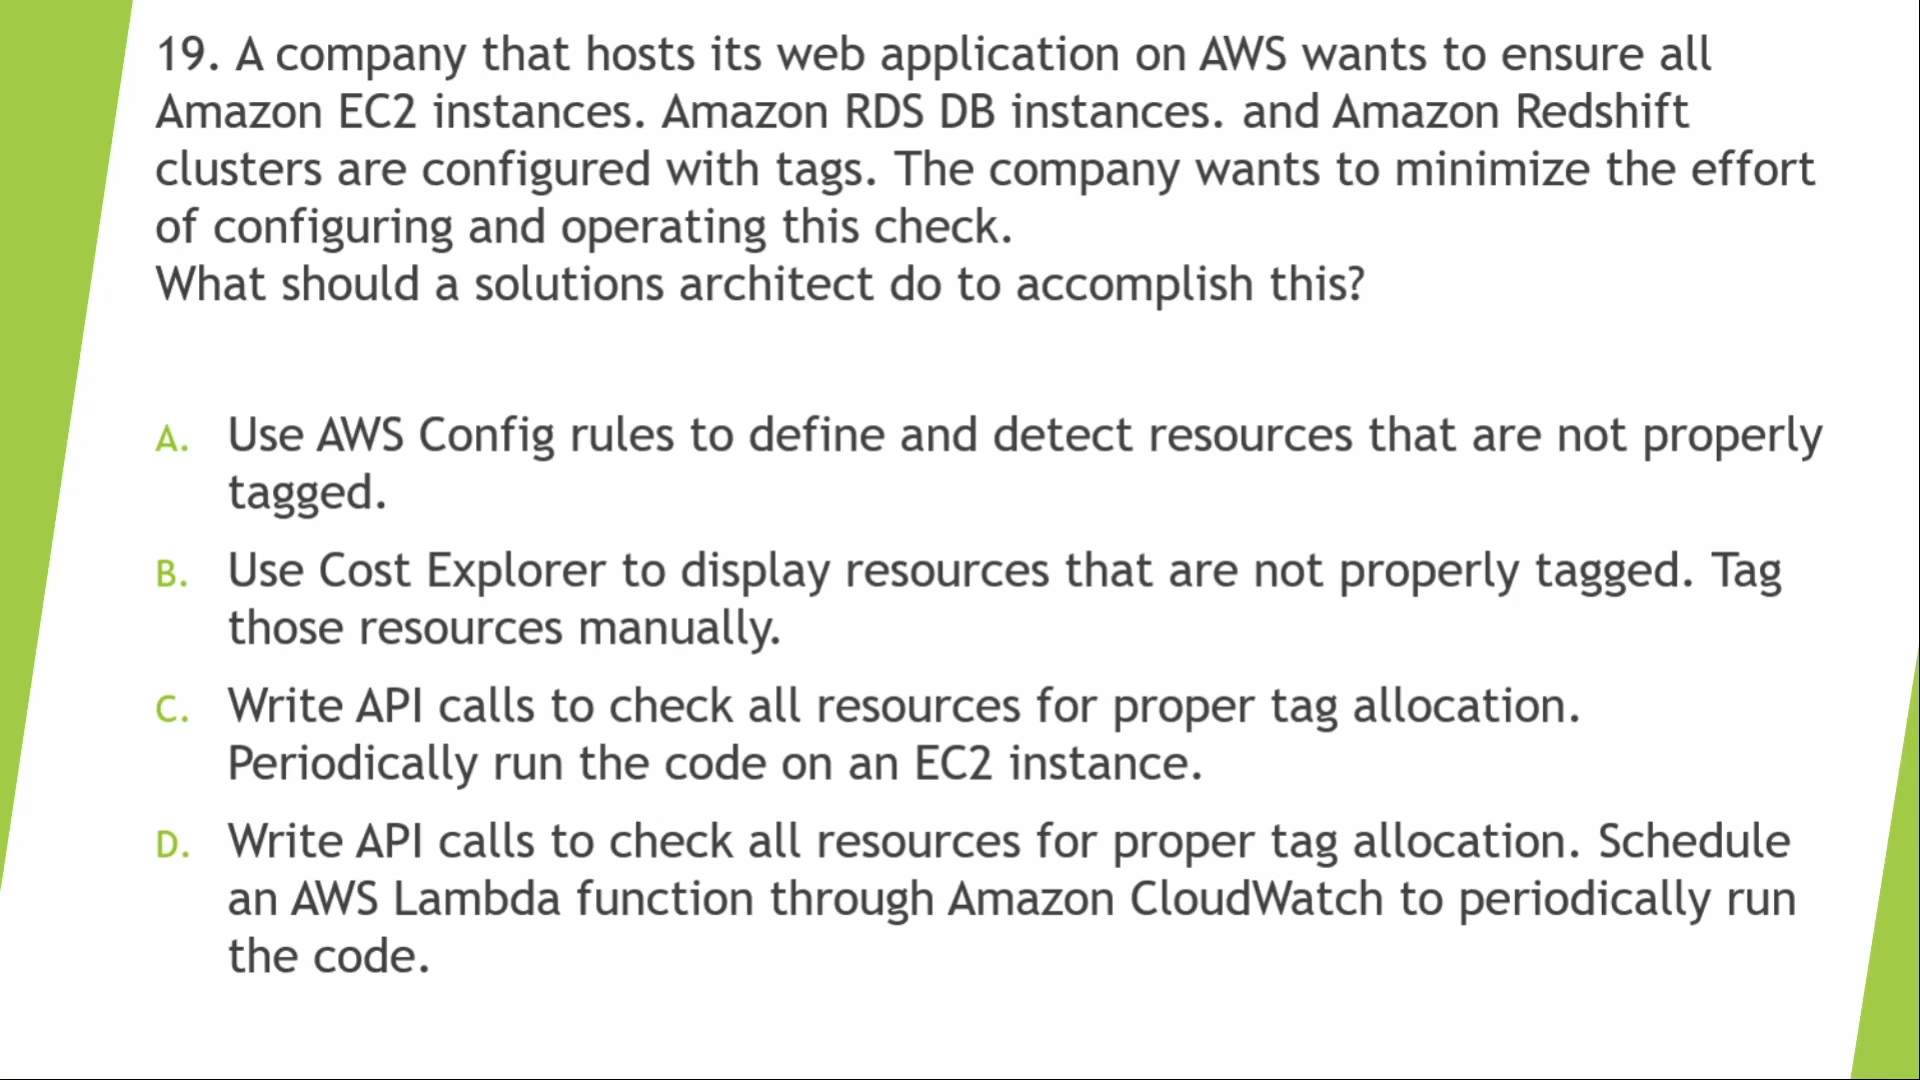 19. A company that hosts its web application on AWS wants to ensure all
Amazon EC2 instances. Amazon RDS DB instances. and Amazon Redshift
clusters are configured with tags. The company wants to minimize the effort
of configuring and operating this check.
What should a solutions architect do to accomplish this?
A. Use AWS Config rules to define and detect resources that are not properly
tagged.
B. Use Cost Explorer to display resources that are not properly tagged. Tag
those resources manually.
C. Write API calls to check all resources for proper tag allocation.
Periodically run the code on an EC2 instance.
D. Write API calls to check all resources for proper tag allocation. Schedule
an AWS Lambda function through Amazon CloudWatch to periodically run
the code.